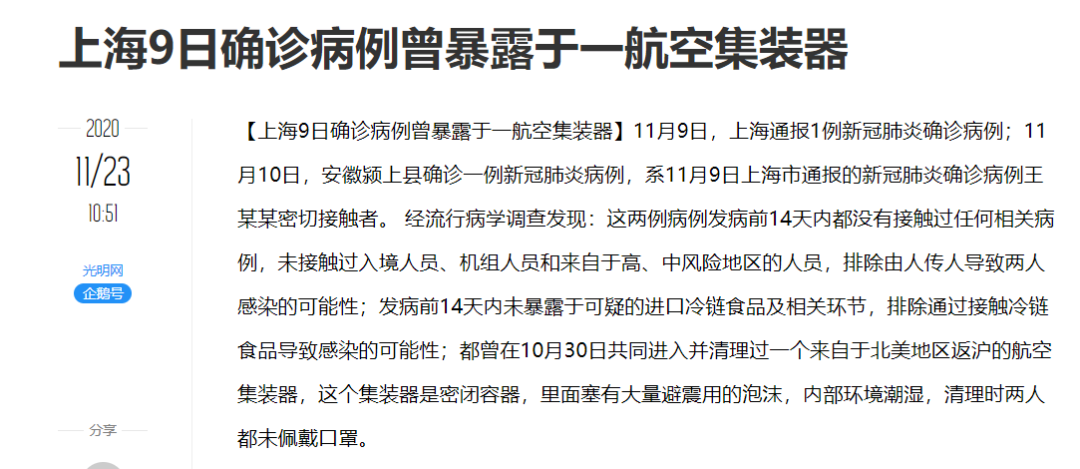 上海9日确诊病例曾暴露于一航空集装器
2020
11/23
10:51
光明网
企鹅号
分享
【上海9日确诊病例曾暴露于一航空集装器】11月9日，上海通报1例新冠肺炎确诊病例；11
月10日，安徽颍上县确诊一例新冠肺炎病例，系11月9日上海市通报的新冠肺炎确诊病例王
某某密切接触者。 经流行病学调查发现：这两例病例发病前14天内都没有接触过任何相关病
例，未接触过入境人员、机组人员和来自于高、中风险地区的人员，排除由人传人导致两人
感染的可能性；发病前14天内未暴露于可疑的进口冷链食品及相关环节，排除通过接触冷链
食品导致感染的可能性；都曾在10月30日共同进入并清理过一个来自于北美地区返沪的航空
集装器，这个集装器是密闭容器，里面塞有大量避震用的泡沫，内部环境潮湿，清理时两人
都未佩戴口罩。